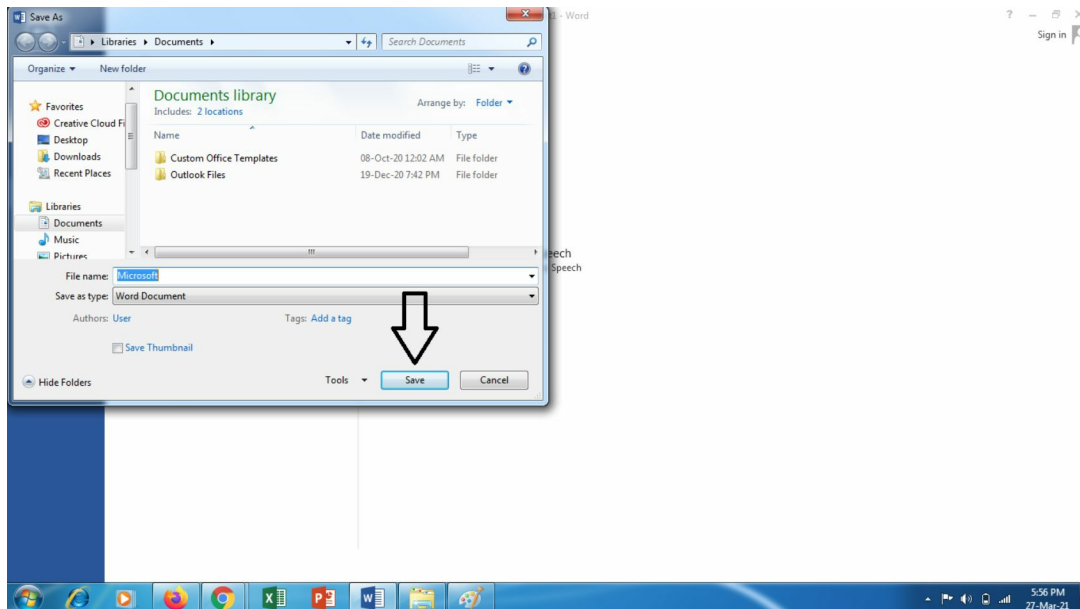 Save As
1 - Word
Sign in
Libraries Documents
Search Documents
Organize New folder
Documents library
Includes: 2 locations
Arrange by: Folder
Name Date modified Type
Custom Office Templates 08-Oct-20 12:02 AM File folder
Outlook Files 19-Dec-20 7:42 PM File folder
Favorites
Creative Cloud Fi
Desktop
Downloads
Recent Places
Libraries
Documents
Music
Pictures
eech
Speech
File name: Microsoft
Save as type: Word Document
Authors: User Tags: Add a tag
Save Thumbnail
Hide Folders Tools Save Cancel
5:56 PM
27-Mar-21